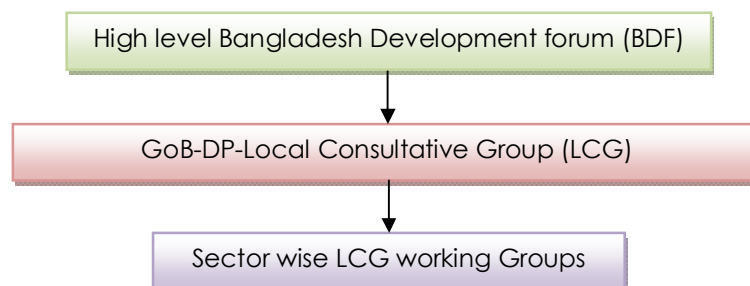 High level Bangladesh Development forum (BDF)
GoB-DP-Local Consultative Group (LCG)
Sector wise LCG working Groups